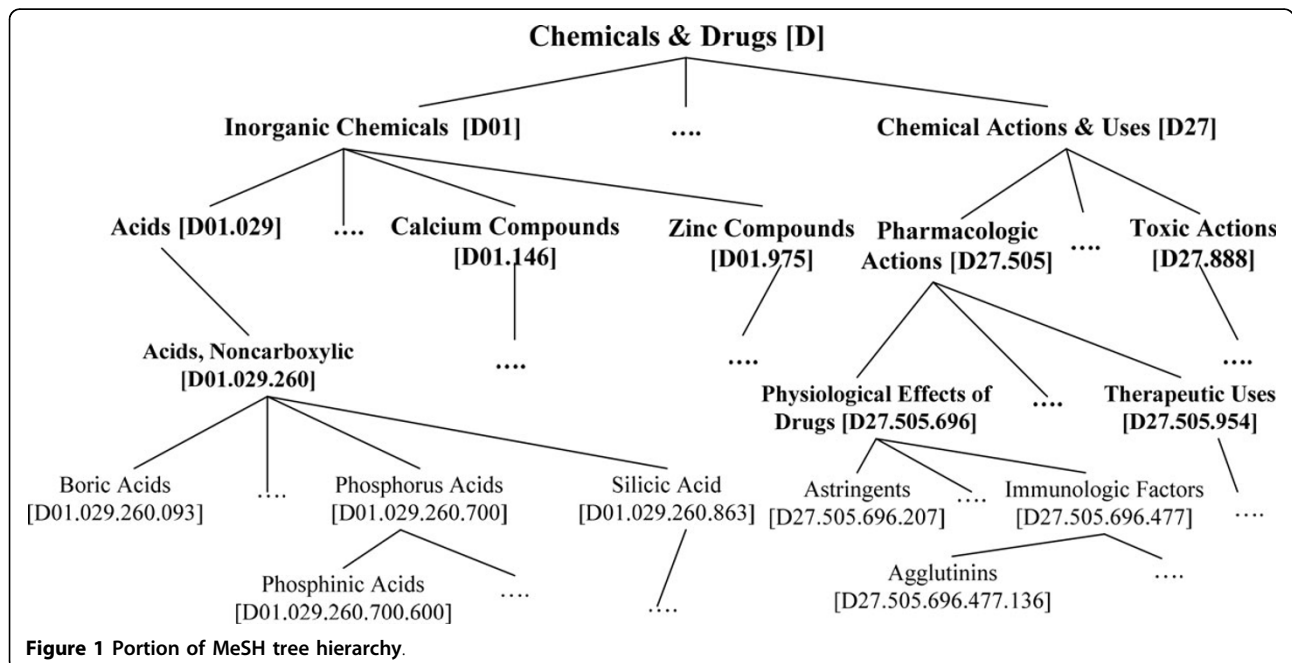 Chemicals & Drugs [D]
Inorganic Chemicals [D01]
....
Chemical Actions & Uses [D27]
Acids [D01.029]
....
Calcium Compounds
[D01.146]
Zinc Compounds
[D01.975]
Pharmacologic
Actions [D27.505]
....
Toxic Actions
[D27.888]
Acids, Noncarboxylic
[D01.029.260]
....
....
Physiological Effects of
Drugs [D27.505.696]
....
Therapeutic Uses
[D27.505.954]
....
Boric Acids
[D01.029.260.093]
....
Phosphorus Acids
[D01.029.260.700]
Silicic Acid
[D01.029.260.863]
Astringents
[D27.505.696.207]
....
Immunologic Factors
[D27.505.696.477]
....
Phosphinic Acids
[D01.029.260.700.600]
....
....
Agglutinins
[D27.505.696.477.136]
....
Figure 1 Portion of MeSH tree hierarchy.